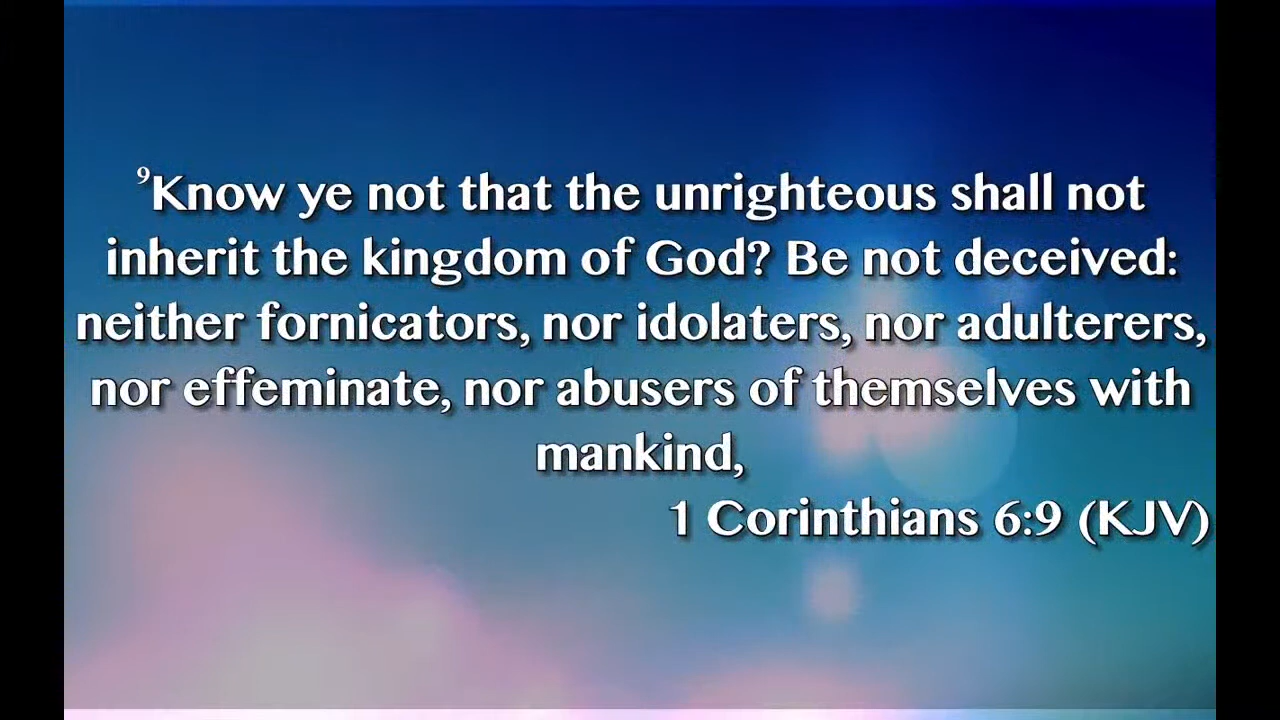 ⁹Know ye not that the unrighteous shall not
inherit the kingdom of God? Be not deceived:
neither fornicators, nor idolaters, nor adulterers,
nor effeminate, nor abusers of themselves with
mankind,
1 Corinthians 6:9 (KJV)